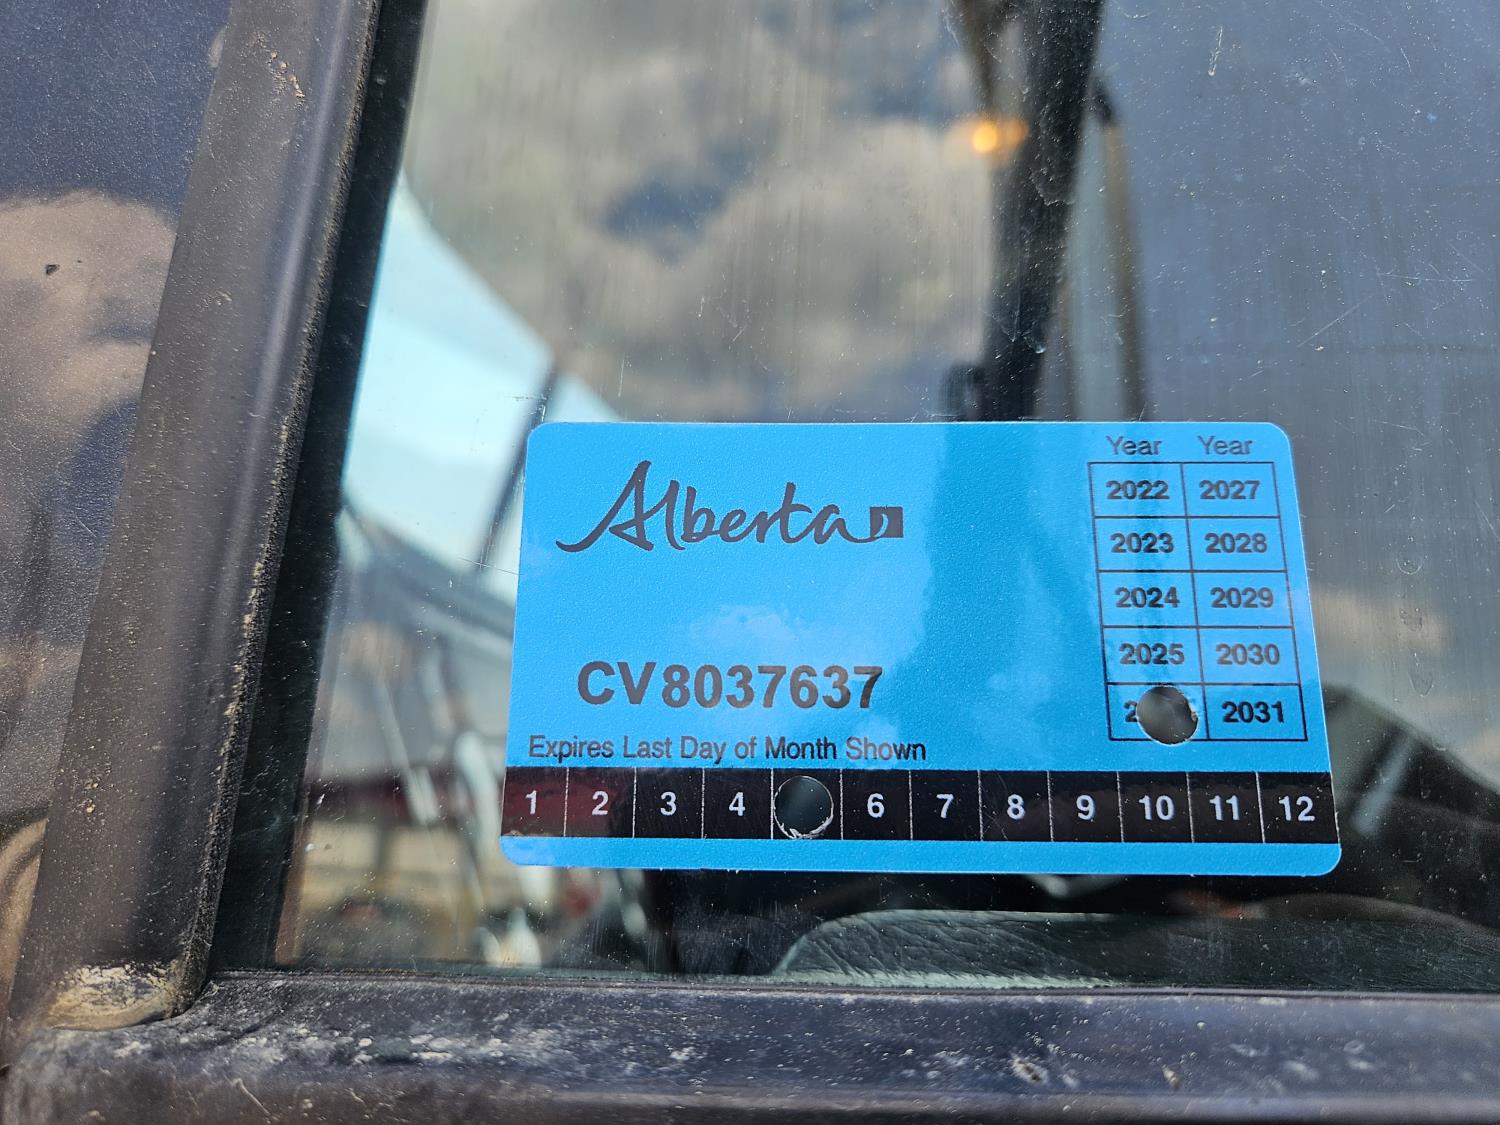 Alberta
Year Year
2022 2027
2023 2028
2024 2029
2025 2030
2031
CV8037637
Expires Last Day of Month Shown
1 2 3 4 6 7 8 9 10 11 12